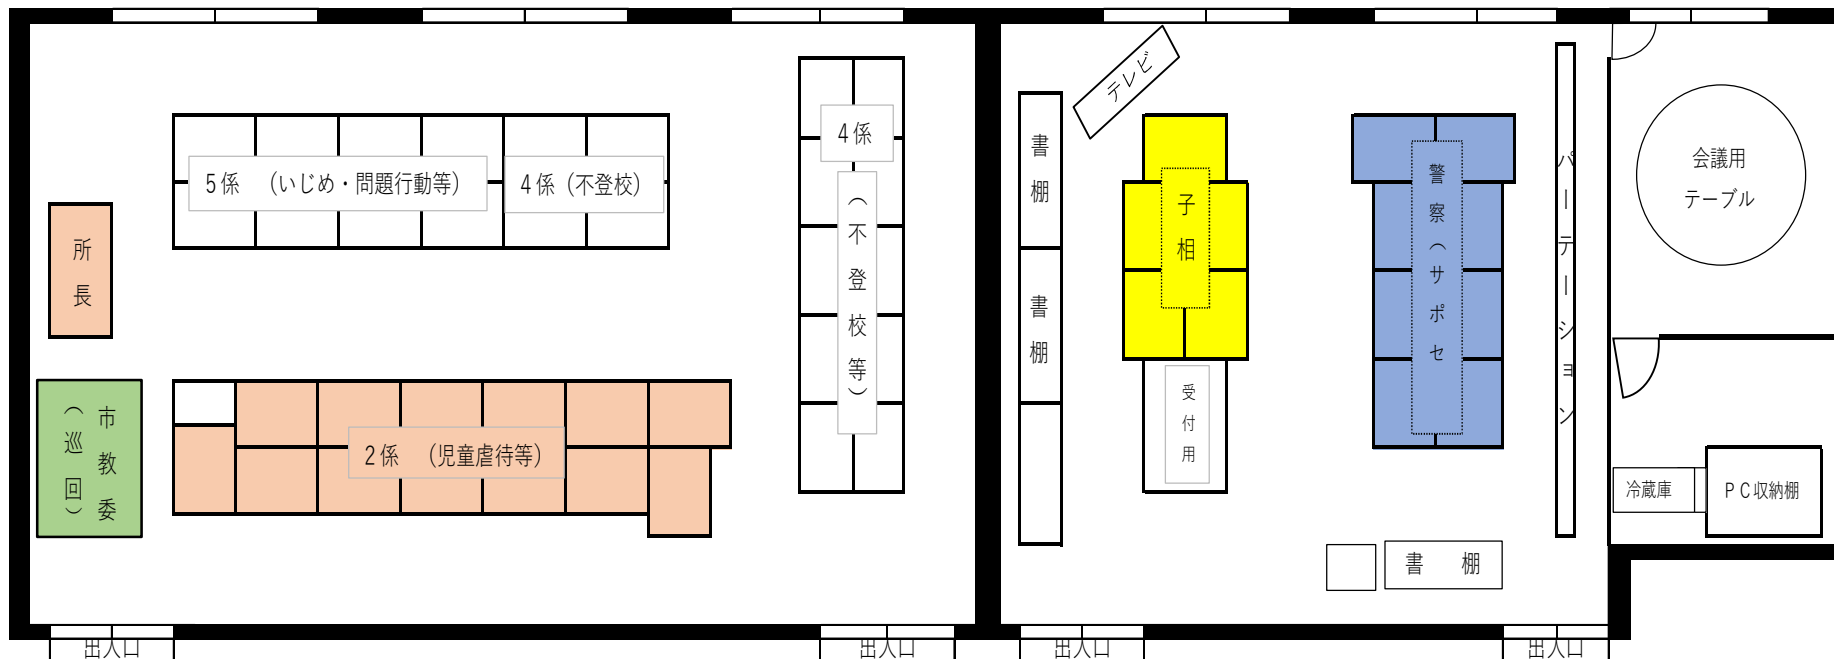 テレビ
4係
（不登校等）
5係　（いじめ・問題行動等）
4係（不登校）
所長
市教委
（巡回）
2係　（児童虐待等）
書棚
書棚
子相
受付用
警察（サポセ
パーテーション
会議用
テーブル
冷蔵庫
ＰＣ収納棚
書　棚
出入口
出入口
出入口
出入口